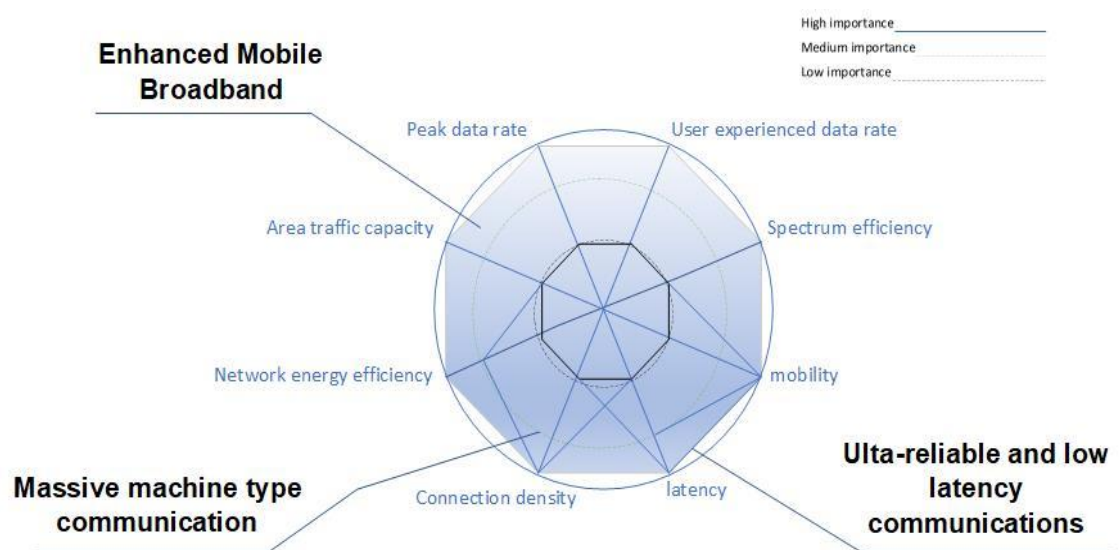 High importance
Medium importance
Low importance
Enhanced Mobile
Broadband
Peak data rate
User experienced data rate
Area traffic capacity
Spectrum efficiency
Network energy efficiency
mobility
Massive machine type
communication
Connection density
latency
Ulta-reliable and low
latency
communications